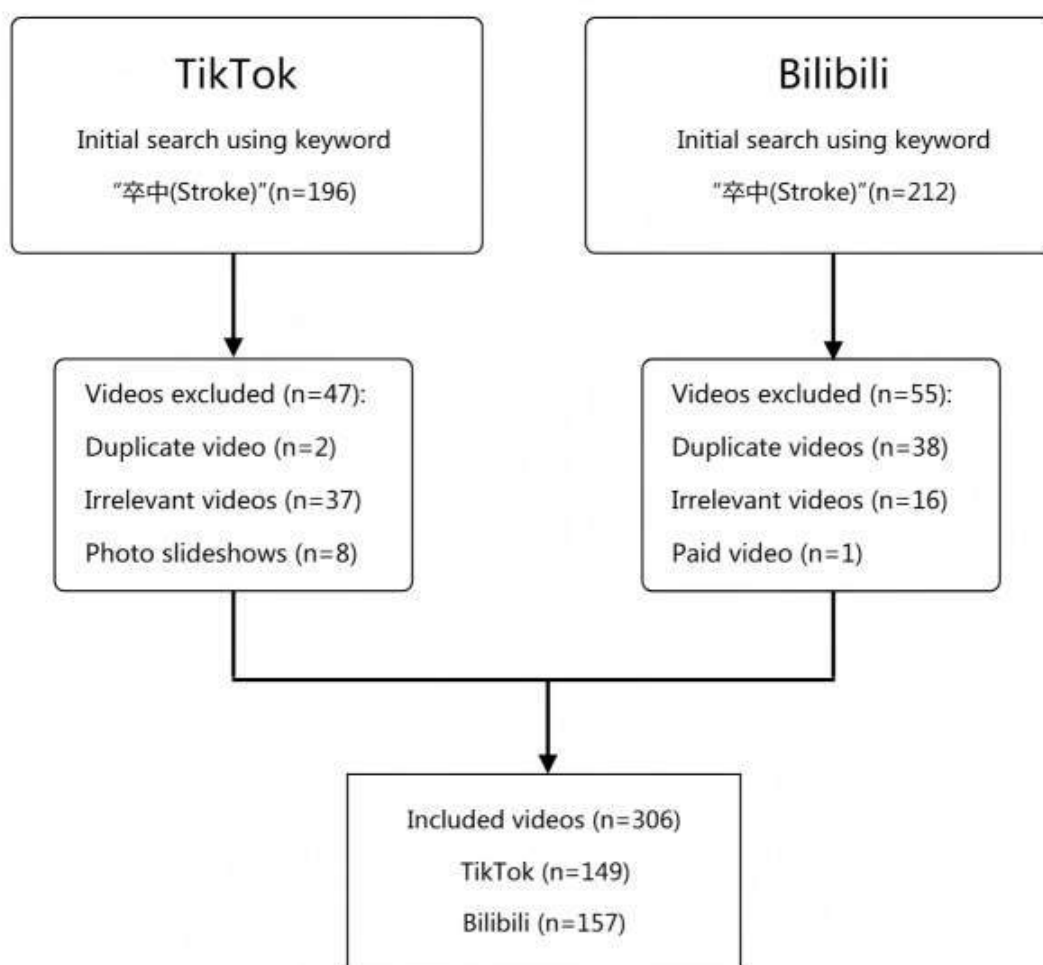 TikTok
Initial search using keyword
"卒中(Stroke)"(n=196)
Bilibili
Initial search using keyword
"卒中(Stroke)"(n=212)
Videos excluded (n=47):
Duplicate video (n=2)
Irrelevant videos (n=37)
Photo slideshows (n=8)
Videos excluded (n=55):
Duplicate videos (n=38)
Irrelevant videos (n=16)
Paid video (n=1)
Included videos (n=306)
TikTok (n=149)
Bilibili (n=157)